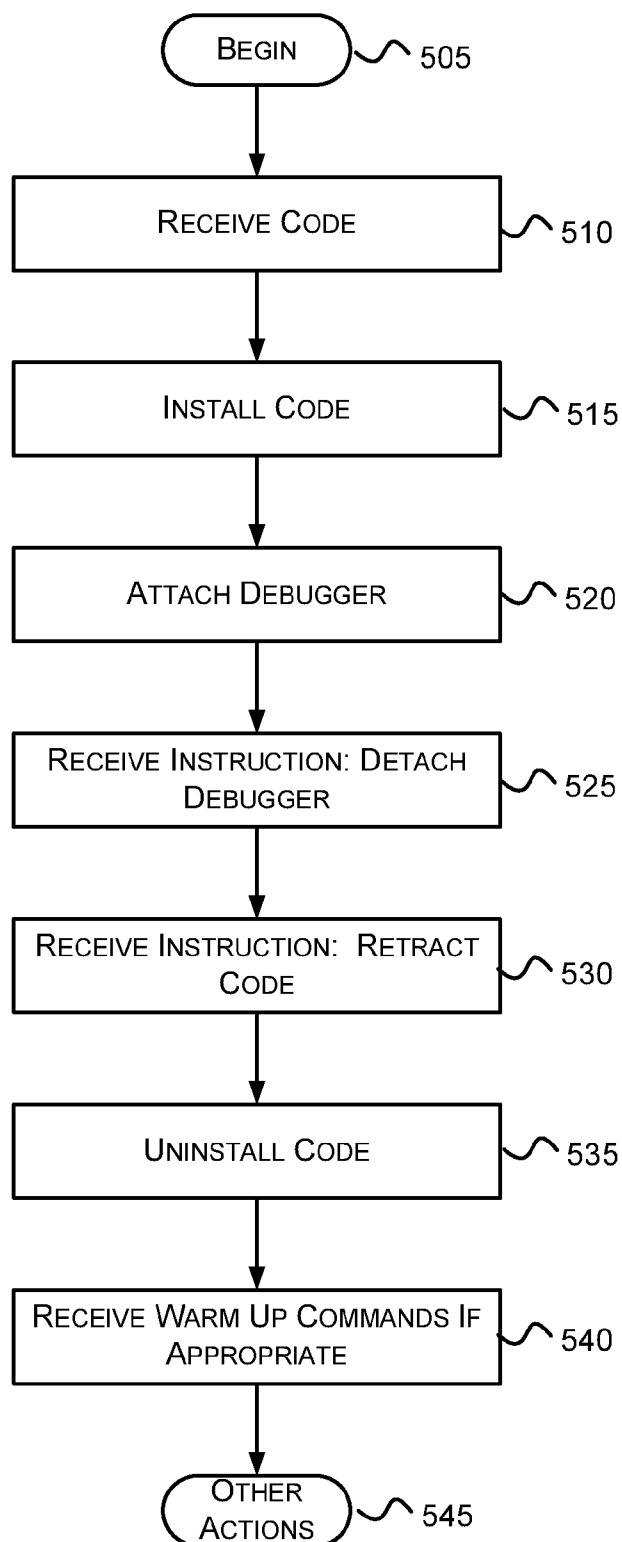 BEGIN
505
RECEIVE CODE
510
INSTALL CODE
515
ATTACH DEBUGGER
520
RECEIVE INSTRUCTION: DETACH
DEBUGGER
525
RECEIVE INSTRUCTION: RETRACT
CODE
530
UNINSTALL CODE
535
RECEIVE WARM UP COMMANDS IF
APPROPRIATE
540
OTHER
ACTIONS
545